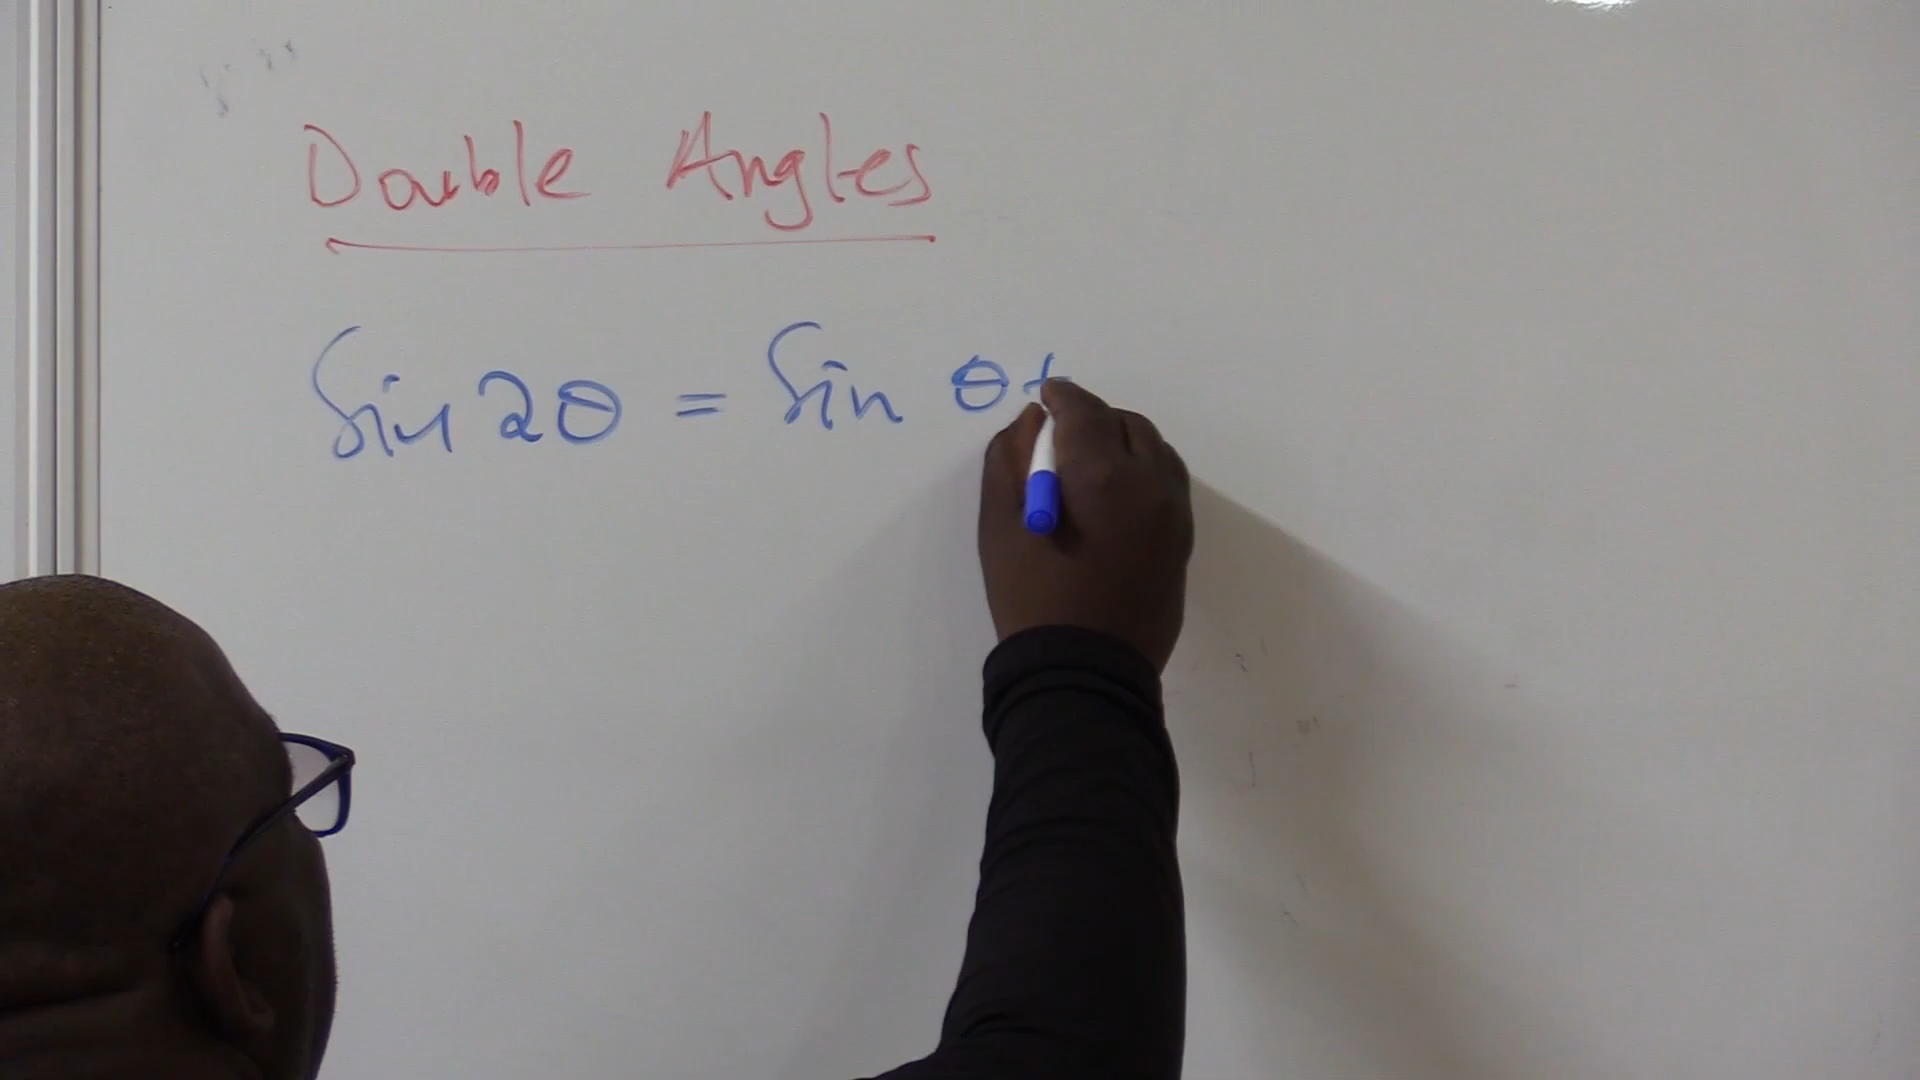 Double Angles
Sin 2θ = Sin θ+